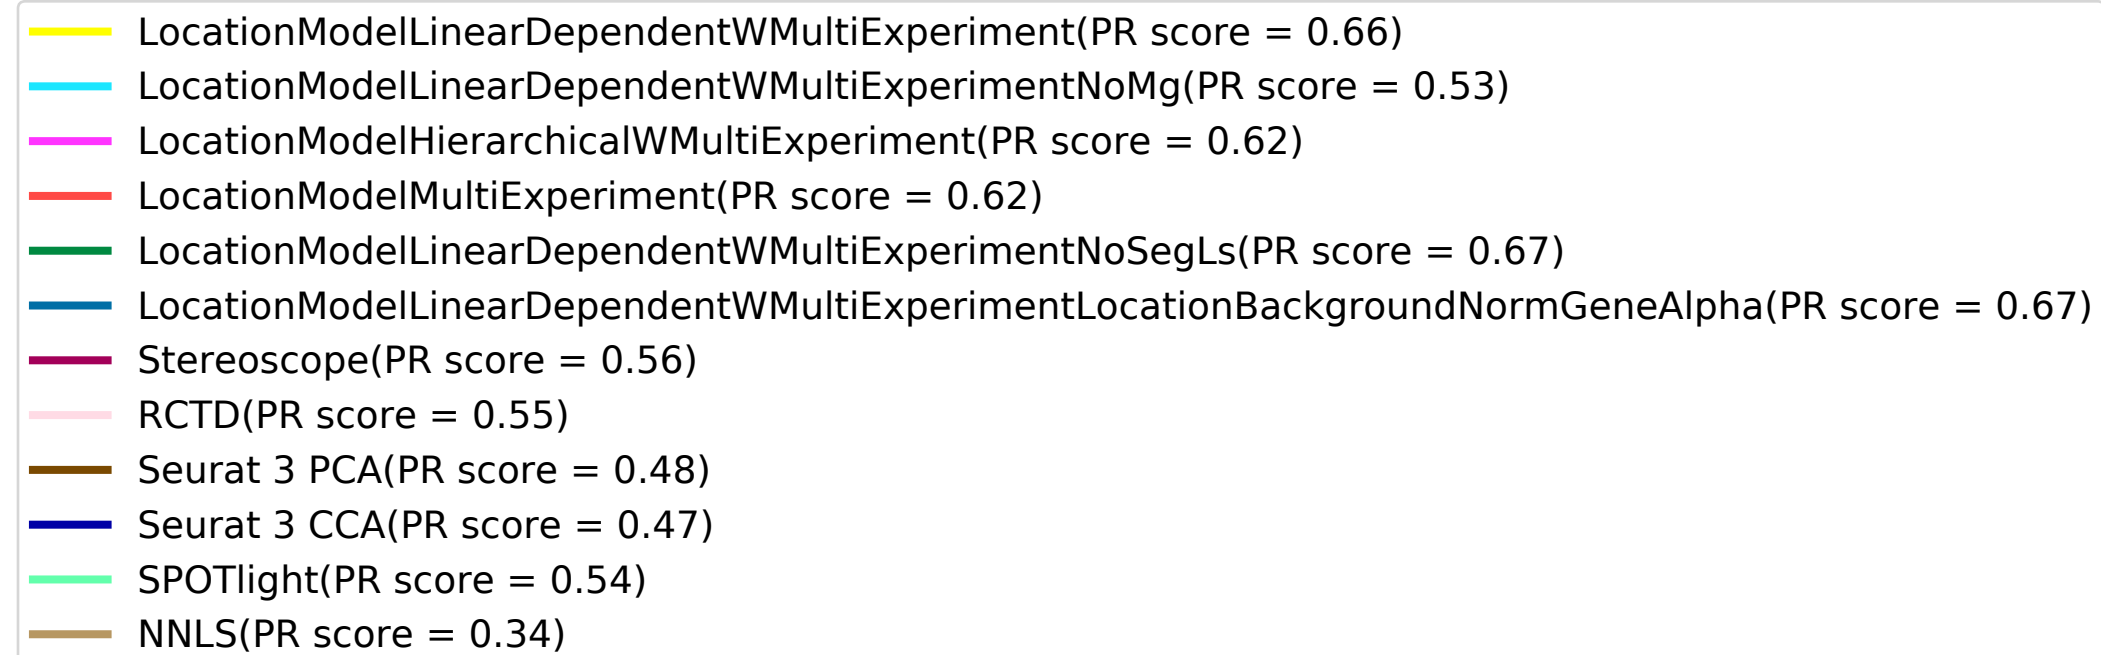 LocationModelLinearDependentWMultiExperiment(PR score = 0.66)
LocationModelLinearDependentWMultiExperimentNoMg(PR score = 0.53)
LocationModelHierarchicalWMultiExperiment(PR score = 0.62)
LocationModelMultiExperiment(PR score = 0.62)
LocationModelLinearDependentWMultiExperimentNoSegLs(PR score = 0.67)
LocationModelLinearDependentWMultiExperimentLocationBackgroundNormGeneAlpha(PR score = 0.67)
Stereoscope(PR score = 0.56)
RCTD(PR score = 0.55)
Seurat 3 PCA(PR score = 0.48)
Seurat 3 CCA(PR score = 0.47)
SPOTlight(PR score = 0.54)
NNLS(PR score = 0.34)